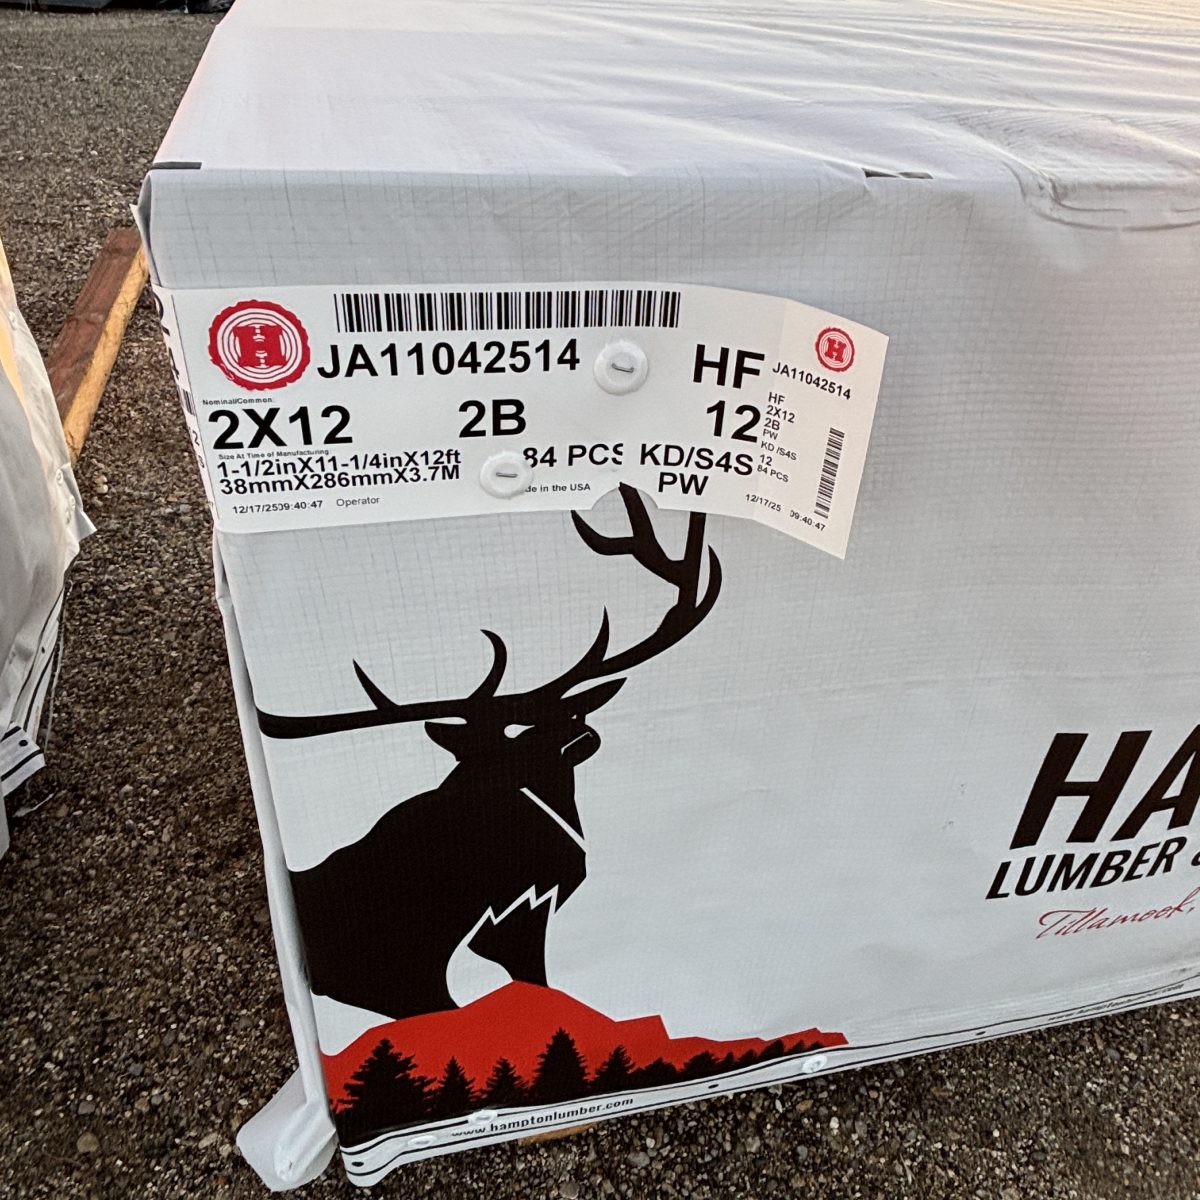 H
JA11042514
HF
Nominal/Common:
2X12 2B 12
Size At Time of Manufacturing
1-1/2inX11-1/4inX12ft
84 PCS KD/S4S
38mmX286mmX3.7M
de in the USA
PW
12/17/25 09:40:47 Operator
H
JA11042514
HF
2X12
2B
PW
KD /S4S
12
84 PCS
12/17/25 09:40:47
HA
LUMBER &
Tillamook,
www.hamptonlumber.com